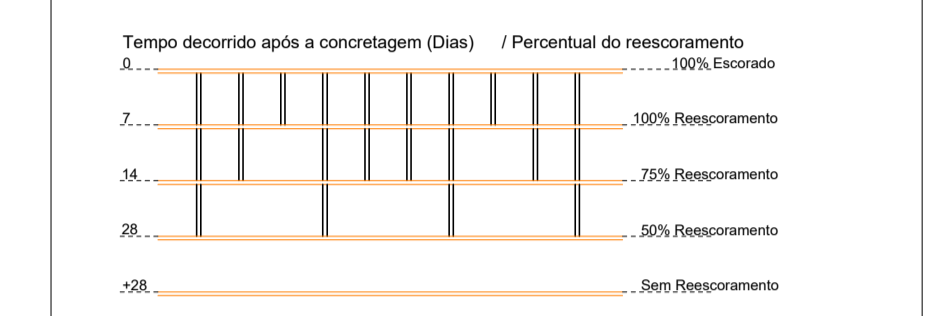 Tempo decorrido após a concretagem (Dias) / Percentual do reescoramento
0 100% Escorado
7 100% Reescoramento
14 75% Reescoramento
28 50% Reescoramento
+28 Sem Reescoramento